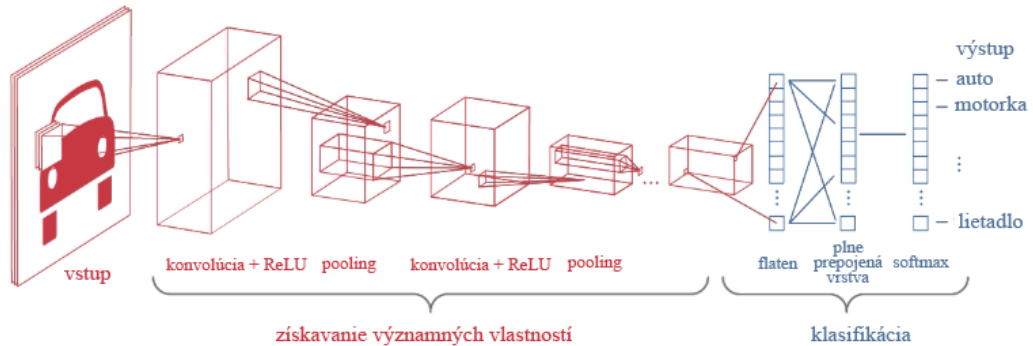 výstup
auto
motorka
⋮
lietadlo
...
vstup
konvolúcia + ReLU
pooling
konvolúcia + ReLU
pooling
flaten
plne
prepojená
vrstva
softmax
získavanie významných vlastností
klasifikácia